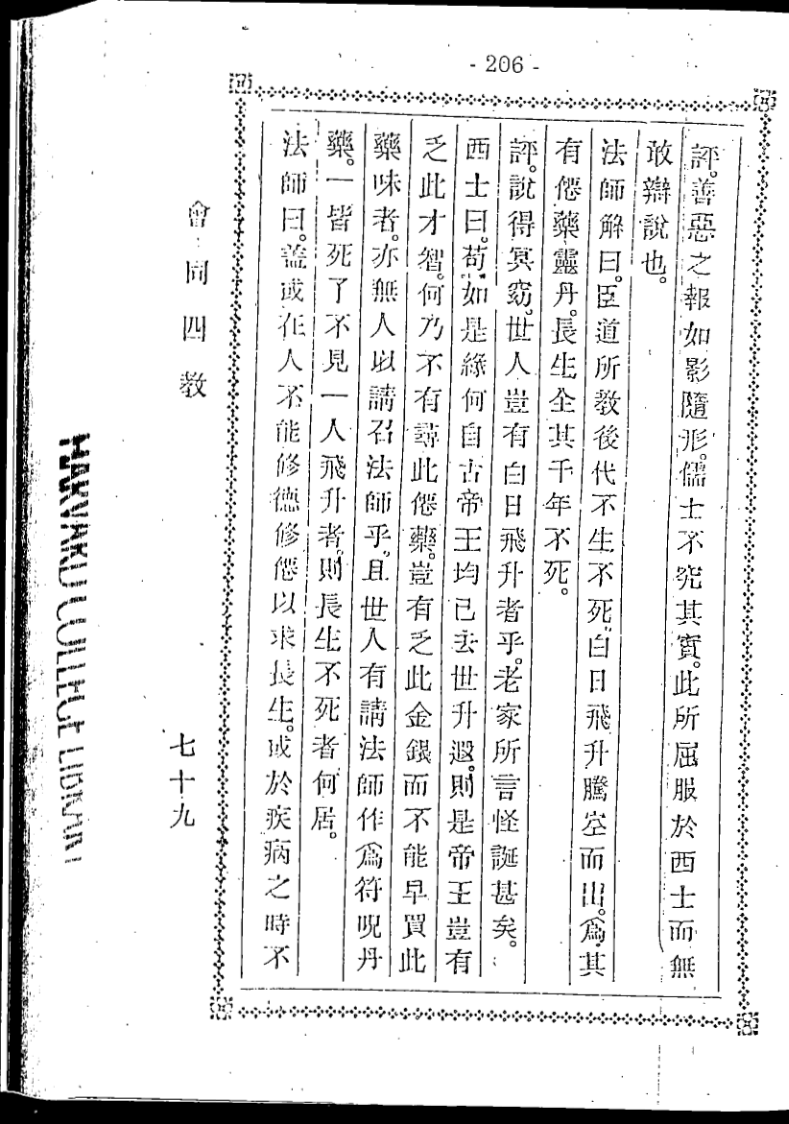 - 206 -
評。善惡之報如影隨形。儒士不究其實。此所屈服於西士而無
敢辯說也。
法師解曰。臣道所教後代不生不死。白日飛升騰空而出。爲其
有僊藥靈丹。長生全其千年不死。
評。說得冥窈。世人豈有白日飛升者乎。老家所言怪誕甚矣。
西士曰。苟如是緣何自古帝王均已去世升遐。則是帝王豈有
乏此才智。何乃不有尋此僊藥。豈有乏此金銀而不能早買此
藥味者。亦無人以請召法師乎。且世人有請法師作爲符呪丹
藥。一皆死了不見一人飛升者。則長生不死者何居。
法師曰。蓋或在人不能修德修僊以求長生。或於疾病之時不
會同四教
七十九
HARVARD COLLEGE LIBRARY